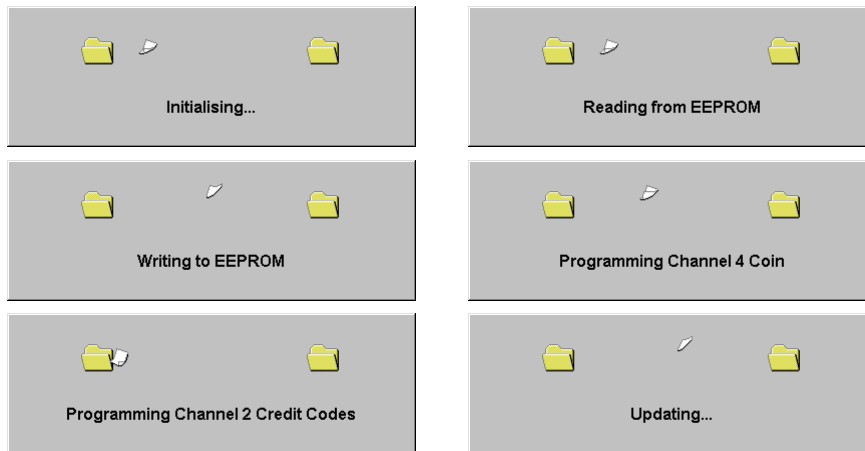 Initialising...
Reading from EEPROM
Writing to EEPROM
Programming Channel 4 Coin
Programming Channel 2 Credit Codes
Updating...